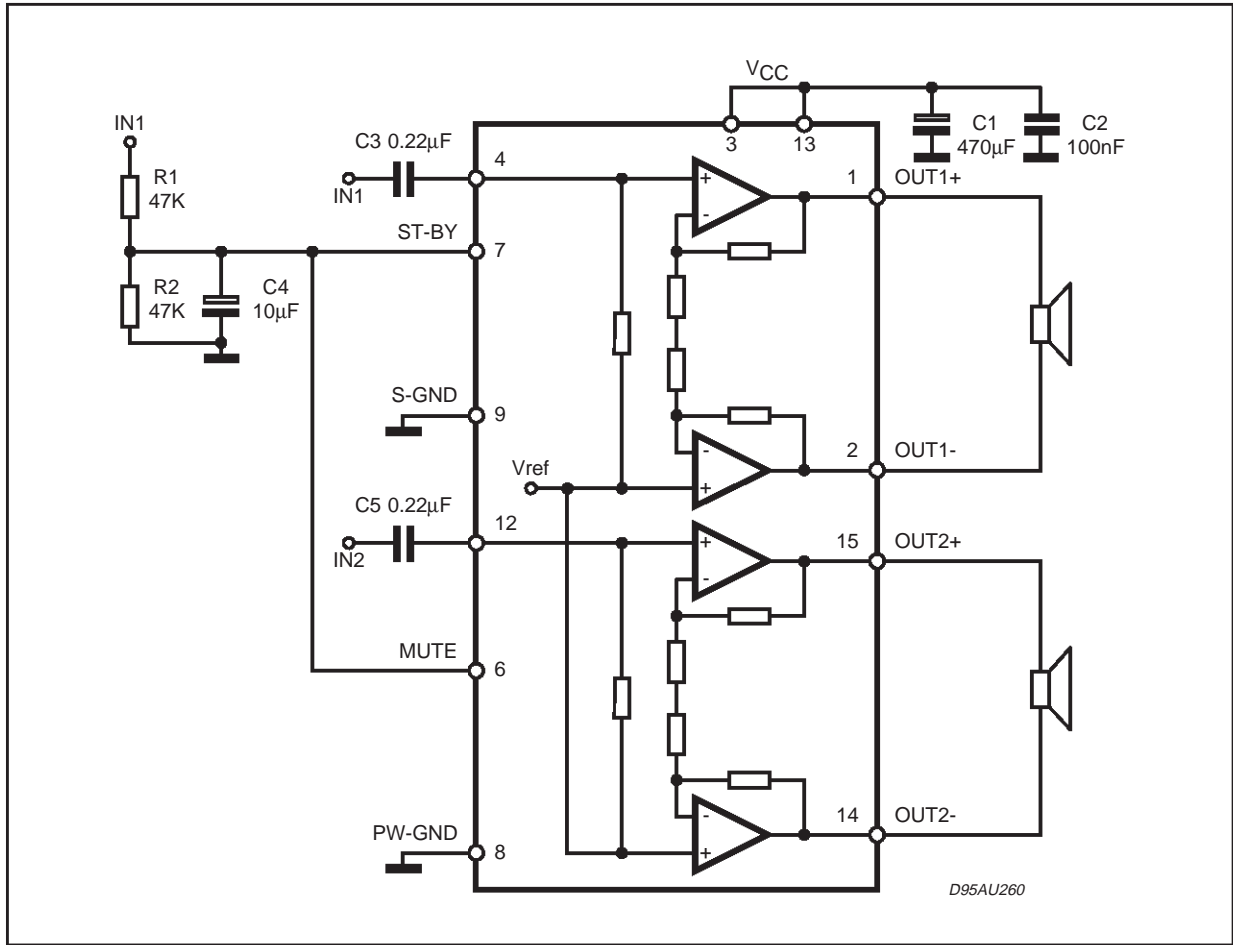 VCC
3
13
C1
470µF
C2
100nF
IN1
R1
47K
C3 0.22µF
IN1
4
+
-
1
OUT1+
ST-BY
7
R2
47K
C4
10µF
S-GND
9
-
+
2
OUT1-
Vref
C5 0.22µF
IN2
12
+
-
15
OUT2+
MUTE
6
-
+
14
OUT2-
PW-GND
8
D95AU260